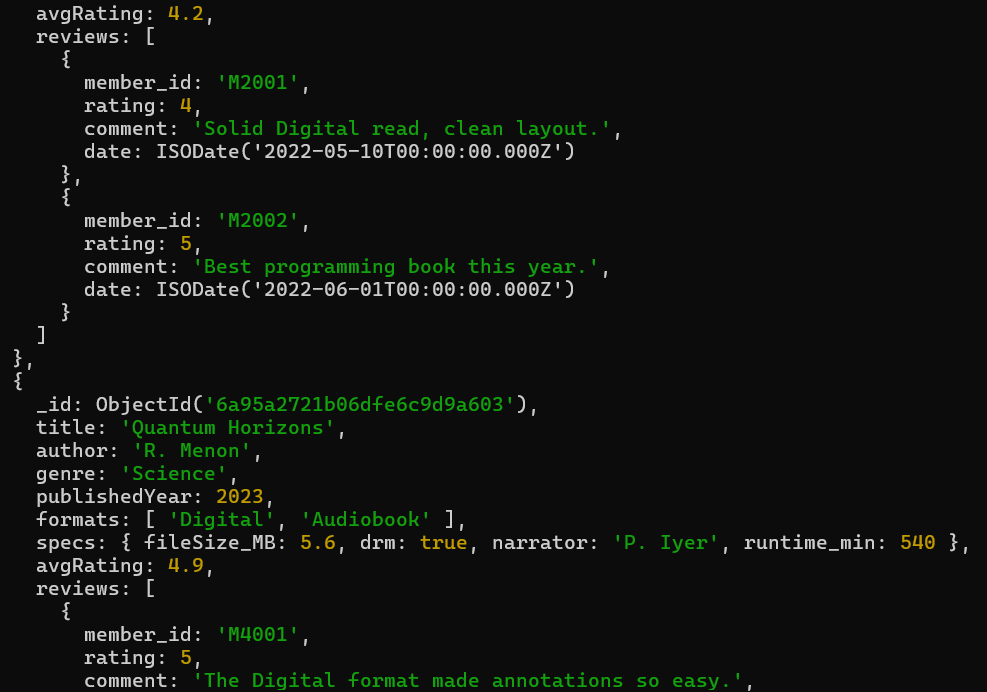 avgRating: 4.2,
reviews: [
{
member_id: 'M2001',
rating: 4,
comment: 'Solid Digital read, clean layout.',
date: ISODate('2022-05-10T00:00:00.000Z')
},
{
member_id: 'M2002',
rating: 5,
comment: 'Best programming book this year.',
date: ISODate('2022-06-01T00:00:00.000Z')
}
]
},
{
_id: ObjectId('6a95a2721b06dfe6c9d9a603'),
title: 'Quantum Horizons',
author: 'R. Menon',
genre: 'Science',
publishedYear: 2023,
formats: [ 'Digital', 'Audiobook' ],
specs: { fileSize_MB: 5.6, drm: true, narrator: 'P. Iyer', runtime_min: 540 },
avgRating: 4.9,
reviews: [
{
member_id: 'M4001',
rating: 5,
comment: 'The Digital format made annotations so easy.',